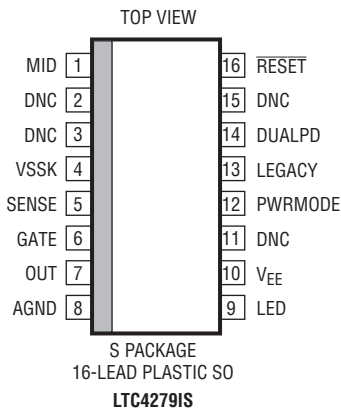 TOP VIEW
MID 1
DNC 2
DNC 3
VSSK 4
SENSE 5
GATE 6
OUT 7
AGND 8
16 RESET
15 DNC
14 DUALPD
13 LEGACY
12 PWRMODE
11 DNC
10 VEE
9 LED
S PACKAGE
16-LEAD PLASTIC SO
LTC4279IS